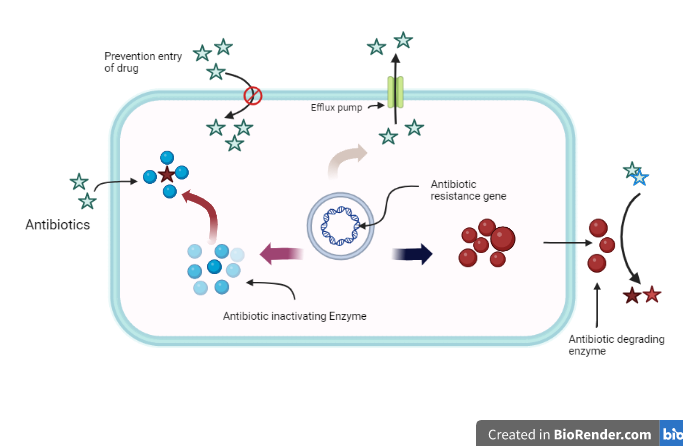 Prevention entry
of drug
Efflux pump
Antibiotic
resistance gene
Antibiotics
Antibiotic inactivating Enzyme
Antibiotic degrading
enzyme
Created in BioRender.com
bio